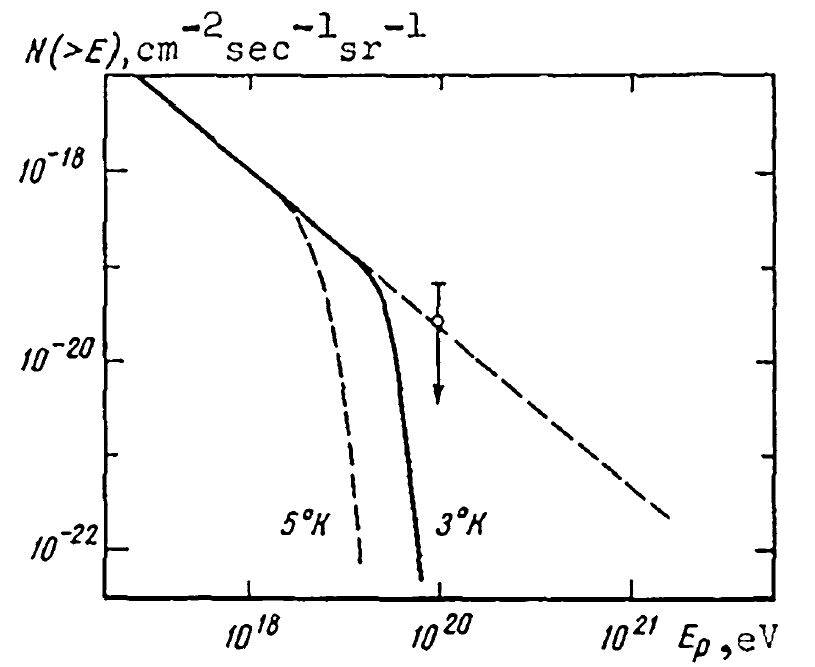 N(>E), cm⁻²sec⁻¹sr⁻¹
10⁻¹⁸
10⁻²⁰
10⁻²²
5°K 3°K
10¹⁸ 10²⁰ 10²¹ Eₚ, eV